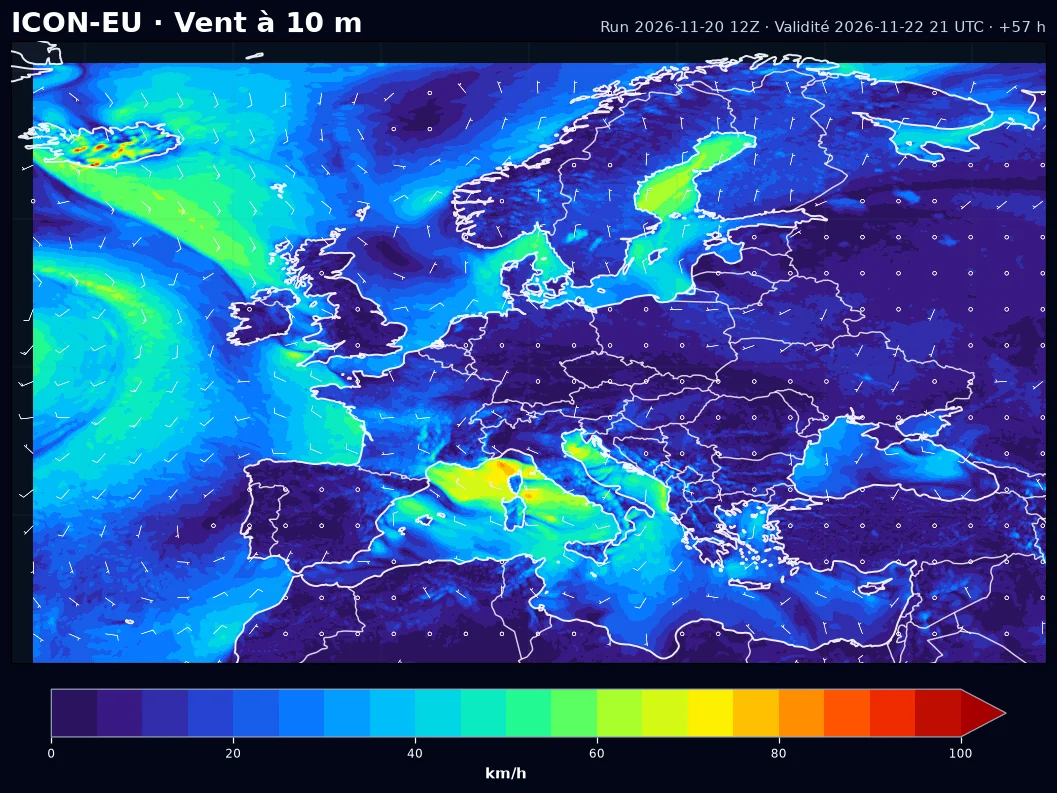 ICON-EU · Vent à 10 m
Run 2026-11-20 12Z · Validité 2026-11-22 21 UTC · +57 h
0 20 40 60 80 100
km/h